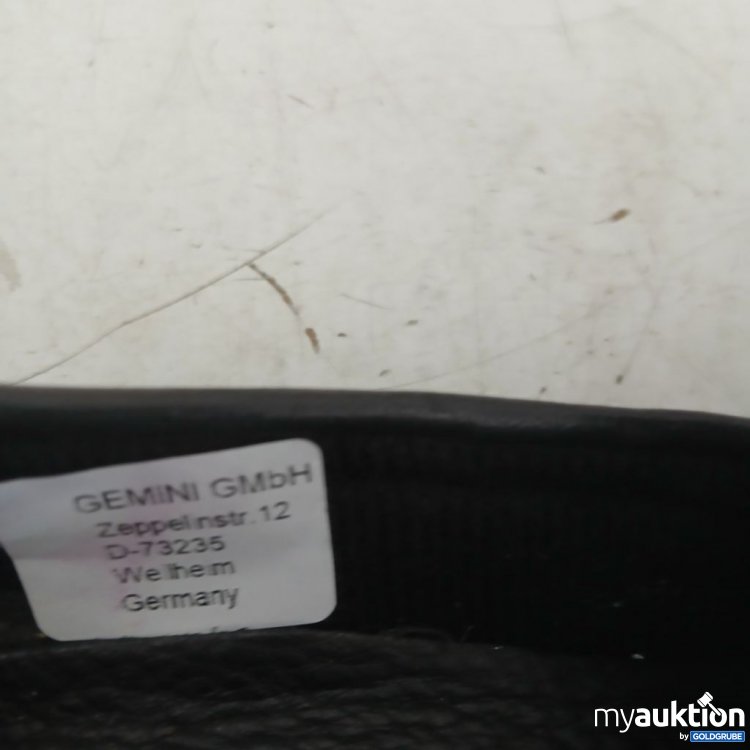 GEMINI GMbH
Zeppelinstr. 12
D-73235
Weilheim
Germany
myauktion
by GOLDGRUBE